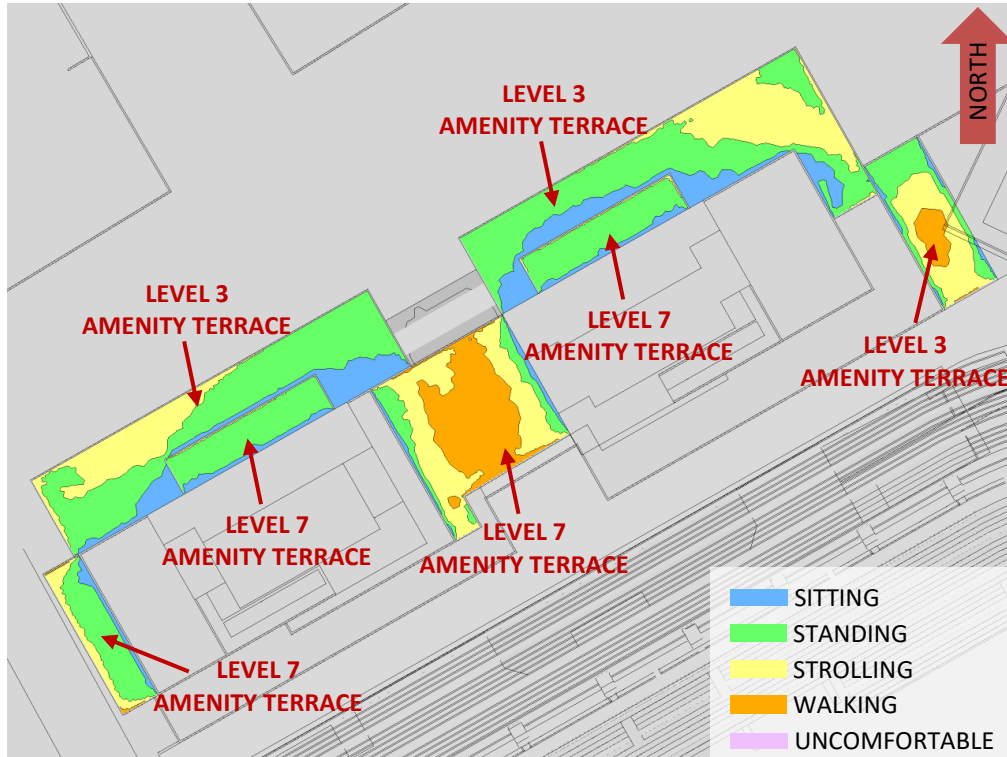 NORTH
LEVEL 3
AMENITY TERRACE
LEVEL 3
AMENITY TERRACE
LEVEL 7
AMENITY TERRACE
LEVEL 3
AMENITY TERRACE
LEVEL 7
AMENITY TERRACE
LEVEL 7
AMENITY TERRACE
LEVEL 7
AMENITY TERRACE
SITTING
STANDING
STROLLING
WALKING
UNCOMFORTABLE